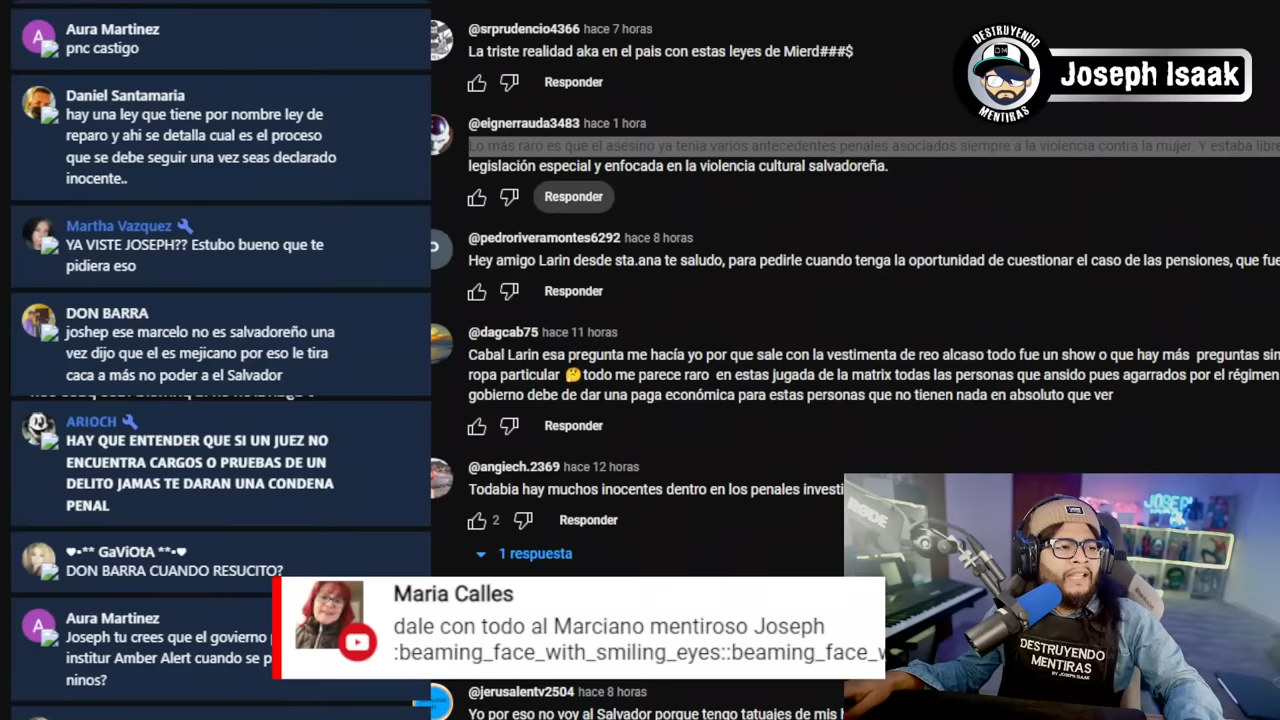 Aura Martinez
pnc castigo
Daniel Santamaria
hay una ley que tiene por nombre ley de
reparo y ahi se detalla cual es el proceso
que se debe seguir una vez seas declarado
inocente..
Martha Vazquez
YA VISTE JOSEPH?? Estubo bueno que te
pidiera eso
DON BARRA
joshep ese marcelo no es salvadoreño una
vez dijo que el es mejicano por eso le tira
caca a más no poder a el Salvador
ARIOCH
HAY QUE ENTENDER QUE SI UN JUEZ NO
ENCUENTRA CARGOS O PRUEBAS DE UN
DELITO JAMAS TE DARAN UNA CONDENA
PENAL
♥•** GaViOtA **•♥
DON BARRA CUANDO RESUCITO?
Aura Martinez
Joseph tu crees que el govierno
institur Amber Alert cuando se p
ninos?
@srprudencio4366 hace 7 horas
La triste realidad aka en el pais con estas leyes de Mierd###$
Responder
@eignerrauda3483 hace 1 hora
Lo más raro es que el asesino ya tenia varios antecedentes penales asociados siempre a la violencia contra la mujer. Y estaba libre
legislación especial y enfocada en la violencia cultural salvadoreña.
Responder
@pedroriveramontes6292 hace 8 horas
Hey amigo Larin desde sta.ana te saludo, para pedirle cuando tenga la oportunidad de cuestionar el caso de las pensiones, que fue
Responder
@dagcab75 hace 11 horas
Cabal Larin esa pregunta me hacía yo por que sale con la vestimenta de reo alcaso todo fue un show o que hay más preguntas sin
ropa particular 🤔 todo me parece raro en estas jugada de la matrix todas las personas que ansido pues agarrados por el régimen
gobierno debe de dar una paga económica para estas personas que no tienen nada en absoluto que ver
Responder
@angiech.2369 hace 12 horas
Todabia hay muchos inocentes dentro en los penales investi
2 Responder
1 respuesta
Maria Calles
dale con todo al Marciano mentiroso Joseph
:beaming_face_with_smiling_eyes::beaming_face_w
@jerusalentv2504 hace 8 horas
Yo por eso no voy al Salvador porque tengo tatuajes de mis
DESTRUYENDO
DM
MENTIRAS
Joseph Isaak
RODE
JOSEP
DESTRUYENDO
MENTIRAS
BY JOSEPH ISAAK